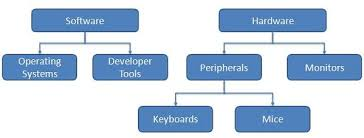 Software
Hardware
Operating
Systems
Developer
Tools
Peripherals
Monitors
Keyboards
Mice